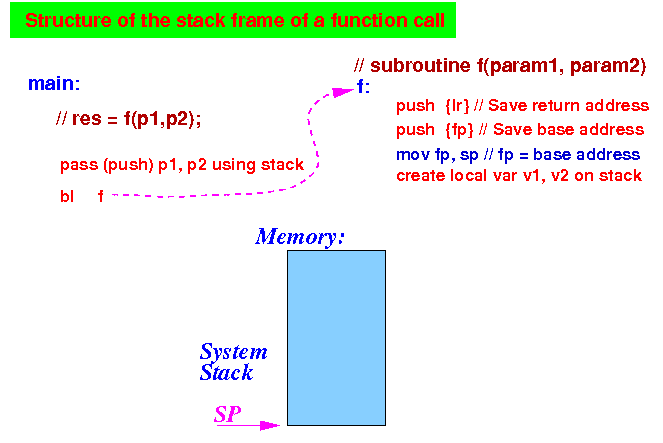 Structure of the stack frame of a function call
main:
// res = f(p1,p2);
pass (push) p1, p2 using stack
bl f
// subroutine f(param1, param2)
f:
push {lr} // Save return address
push {fp} // Save base address
mov fp, sp // fp = base address
create local var v1, v2 on stack
Memory:
System
Stack
SP